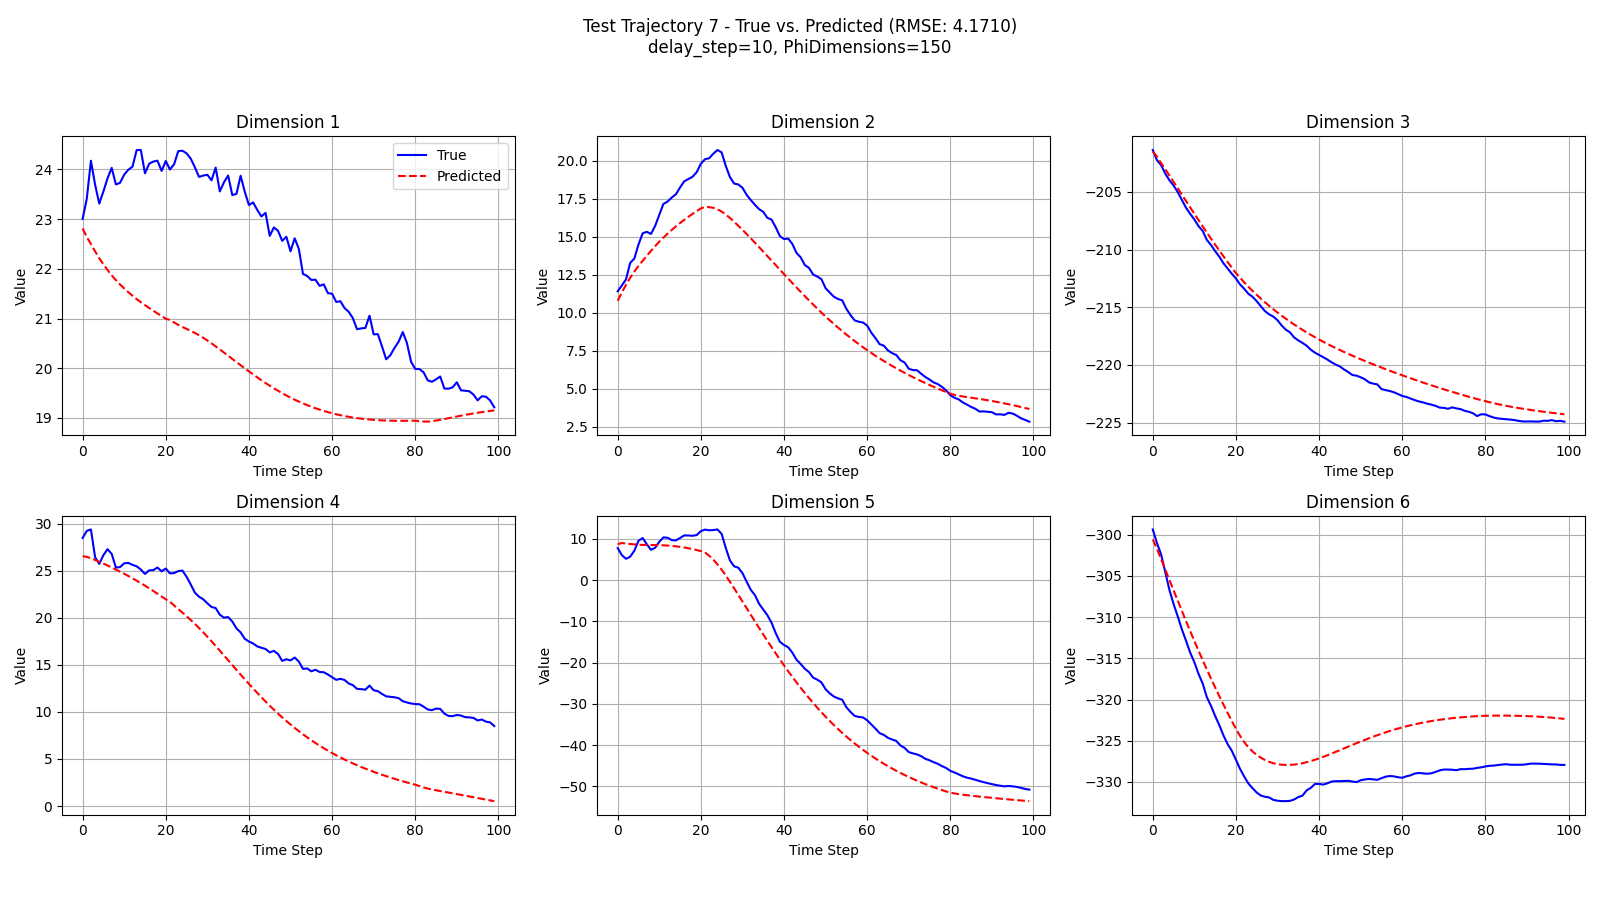 Test Trajectory 7 - True vs. Predicted (RMSE: 4.1710)
delay_step=10, PhiDimensions=150
Dimension 1
Value
24
23
22
21
20
19
0 20 40 60 80 100
Time Step
True
Predicted
Dimension 2
Value
20.0
17.5
15.0
12.5
10.0
7.5
5.0
2.5
0 20 40 60 80 100
Time Step
Dimension 3
Value
−205
−210
−215
−220
−225
0 20 40 60 80 100
Time Step
Dimension 4
Value
30
25
20
15
10
5
0
0 20 40 60 80 100
Time Step
Dimension 5
Value
10
0
−10
−20
−30
−40
−50
0 20 40 60 80 100
Time Step
Dimension 6
Value
−300
−305
−310
−315
−320
−325
−330
0 20 40 60 80 100
Time Step